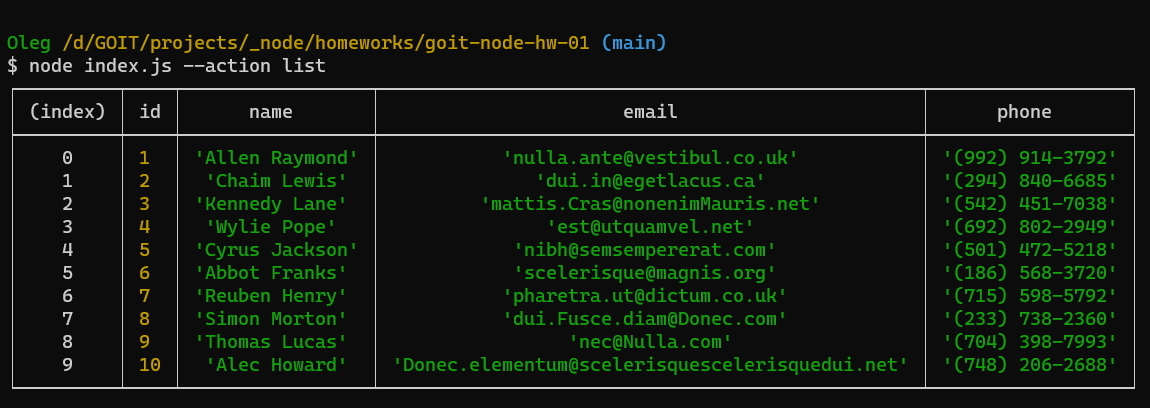 Oleg /d/GOIT/projects/_node/homeworks/goit-node-hw-01 (main)
$ node index.js --action list
(index) id name email phone
0 1 'Allen Raymond' 'nulla.ante@vestibul.co.uk' '(992) 914-3792'
1 2 'Chaim Lewis' 'dui.in@egetlacus.ca' '(294) 840-6685'
2 3 'Kennedy Lane' 'mattis.Cras@nonenimMauris.net' '(542) 451-7038'
3 4 'Wylie Pope' 'est@utquamvel.net' '(692) 802-2949'
4 5 'Cyrus Jackson' 'nibh@semsempererat.com' '(501) 472-5218'
5 6 'Abbot Franks' 'scelerisque@magnis.org' '(186) 568-3720'
6 7 'Reuben Henry' 'pharetra.ut@dictum.co.uk' '(715) 598-5792'
7 8 'Simon Morton' 'dui.Fusce.diam@Donec.com' '(233) 738-2360'
8 9 'Thomas Lucas' 'nec@Nulla.com' '(704) 398-7993'
9 10 'Alec Howard' 'Donec.elementum@scelerisquescelerisquedui.net' '(748) 206-2688'